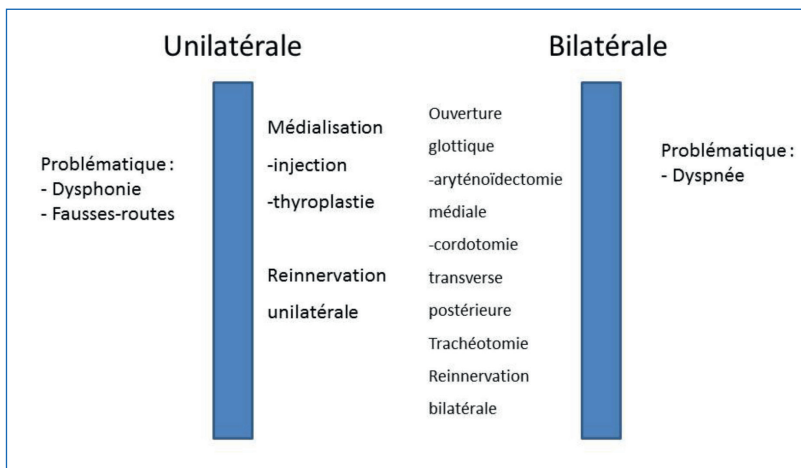 Unilatérale
Problématique :
- Dysphonie
- Fausses-routes
Médialisation
-injection
-thyroplastie
Reinnervation
unilatérale
Bilatérale
Ouverture
glottique
-aryténoïdectomie
médiale
-cordotomie
transverse
postérieure
Trachéotomie
Reinnervation
bilatérale
Problématique :
- Dyspnée